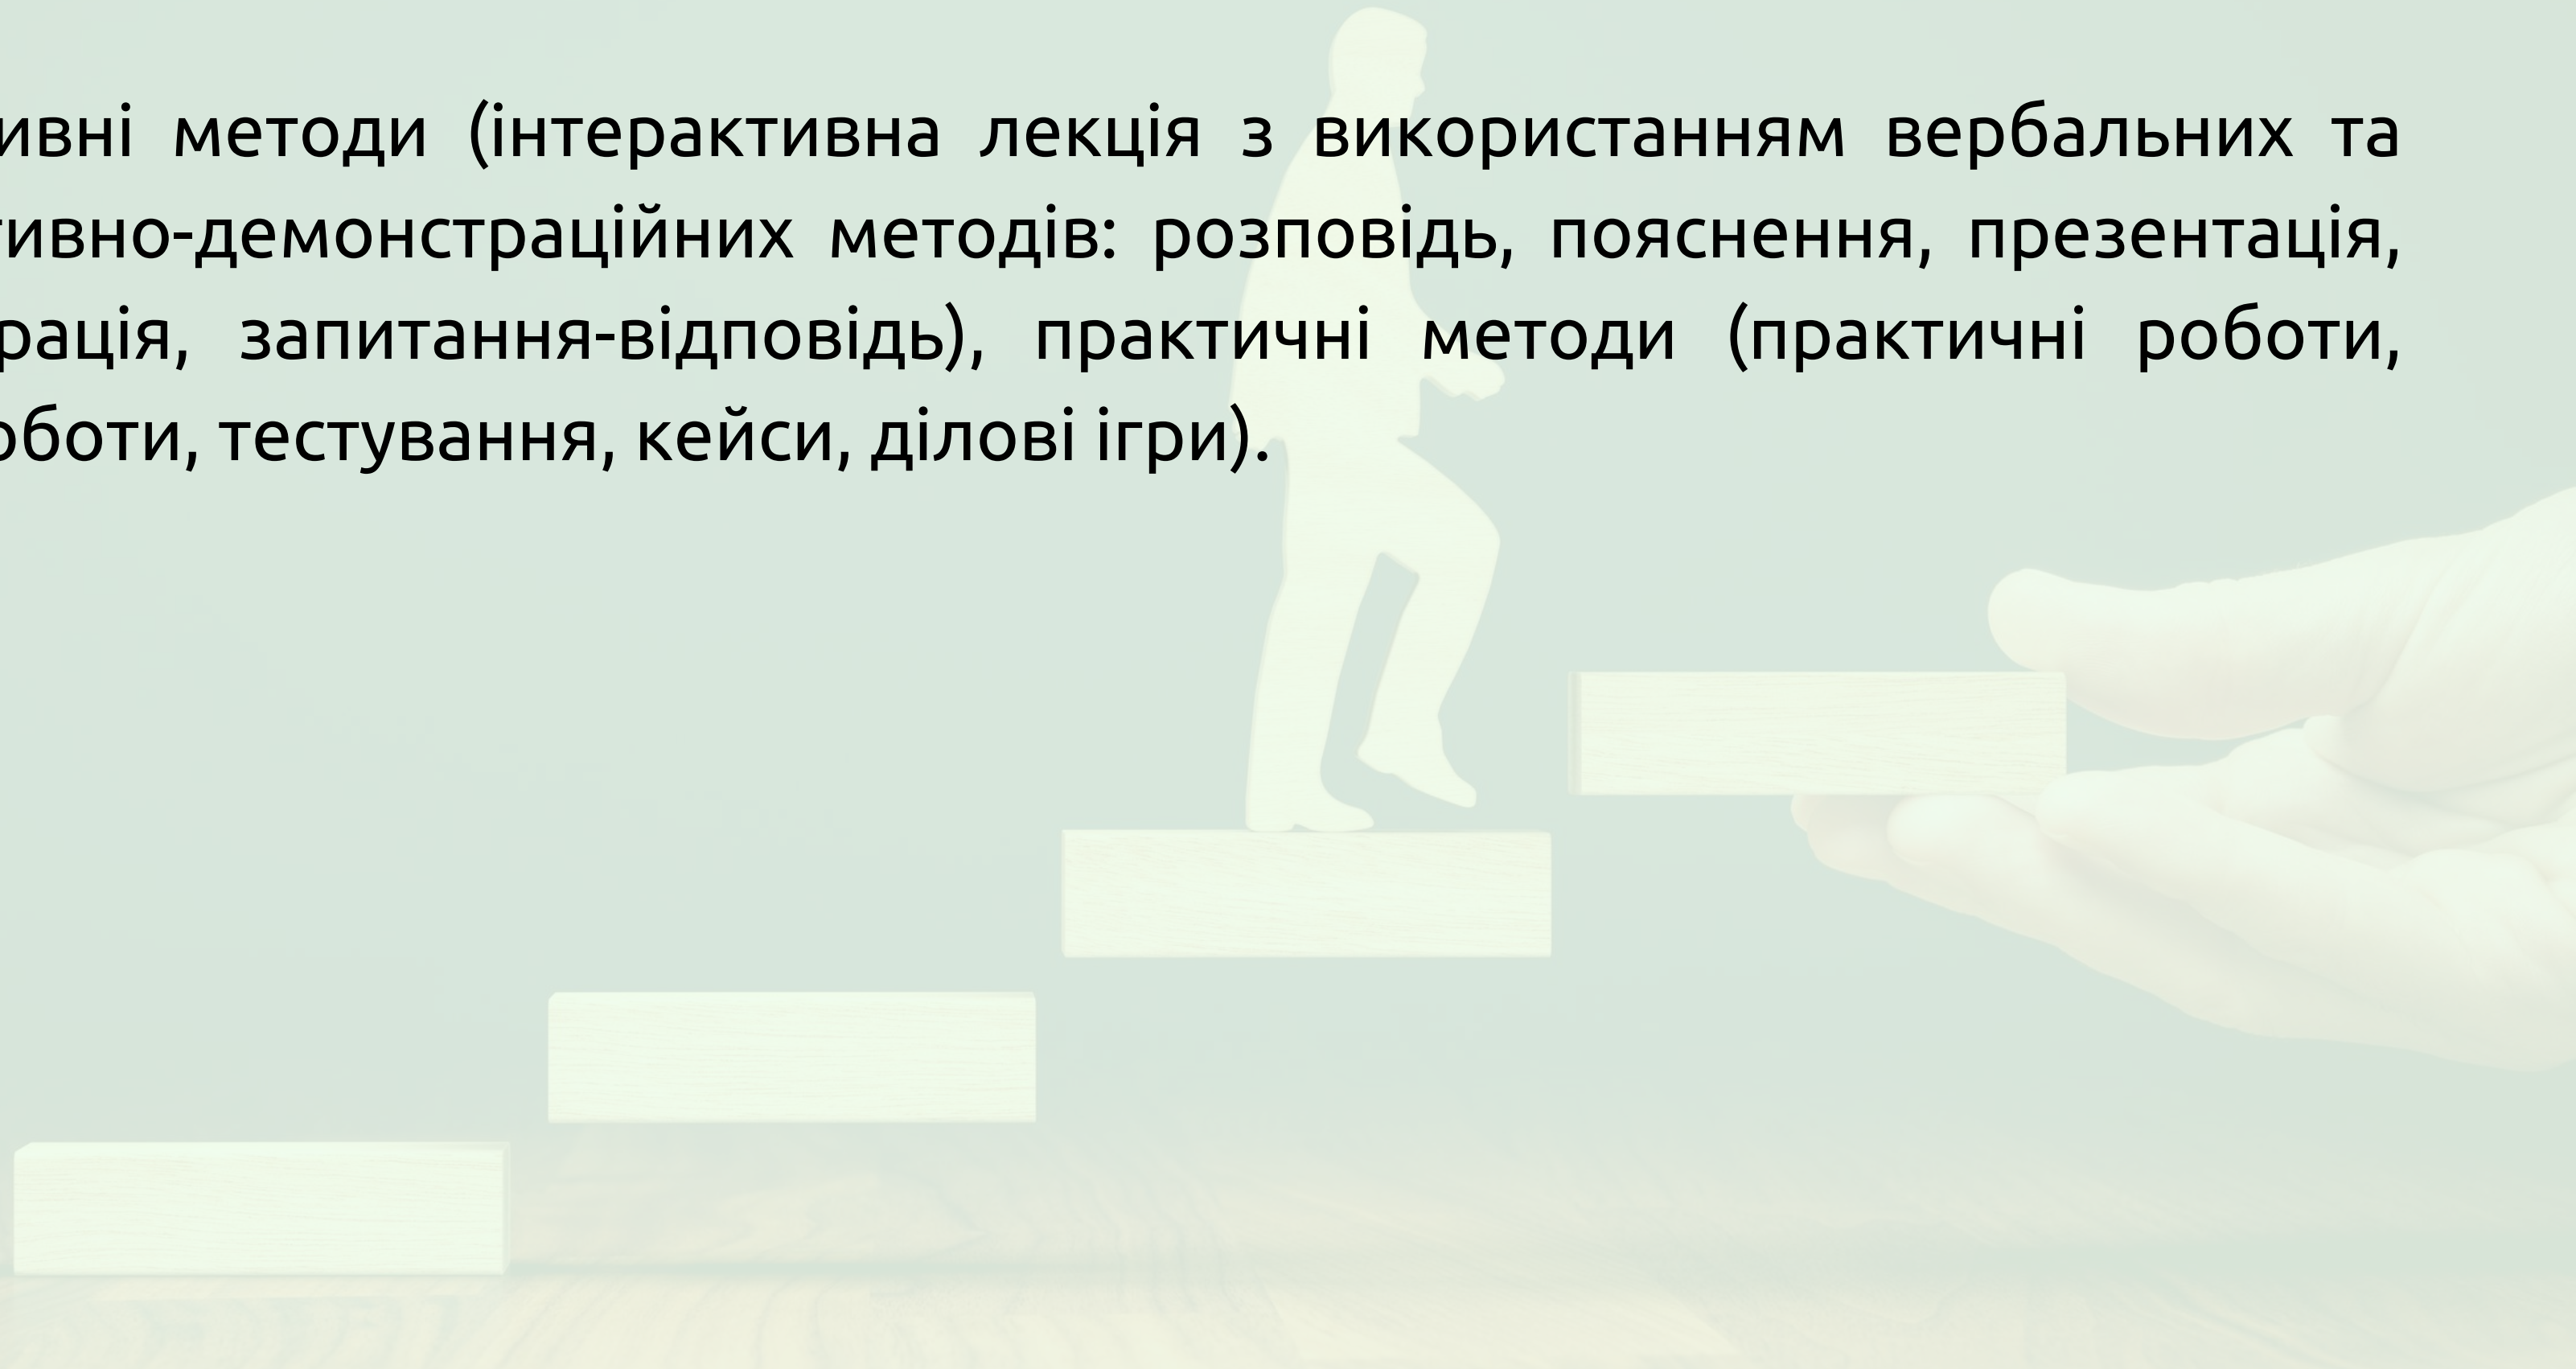 ивні методи (інтерактивна лекція з використанням вербальних та
тивно-демонстраційних методів: розповідь, пояснення, презентація,
рація, запитання-відповідь), практичні методи (практичні роботи,
оботи, тестування, кейси, ділові ігри).